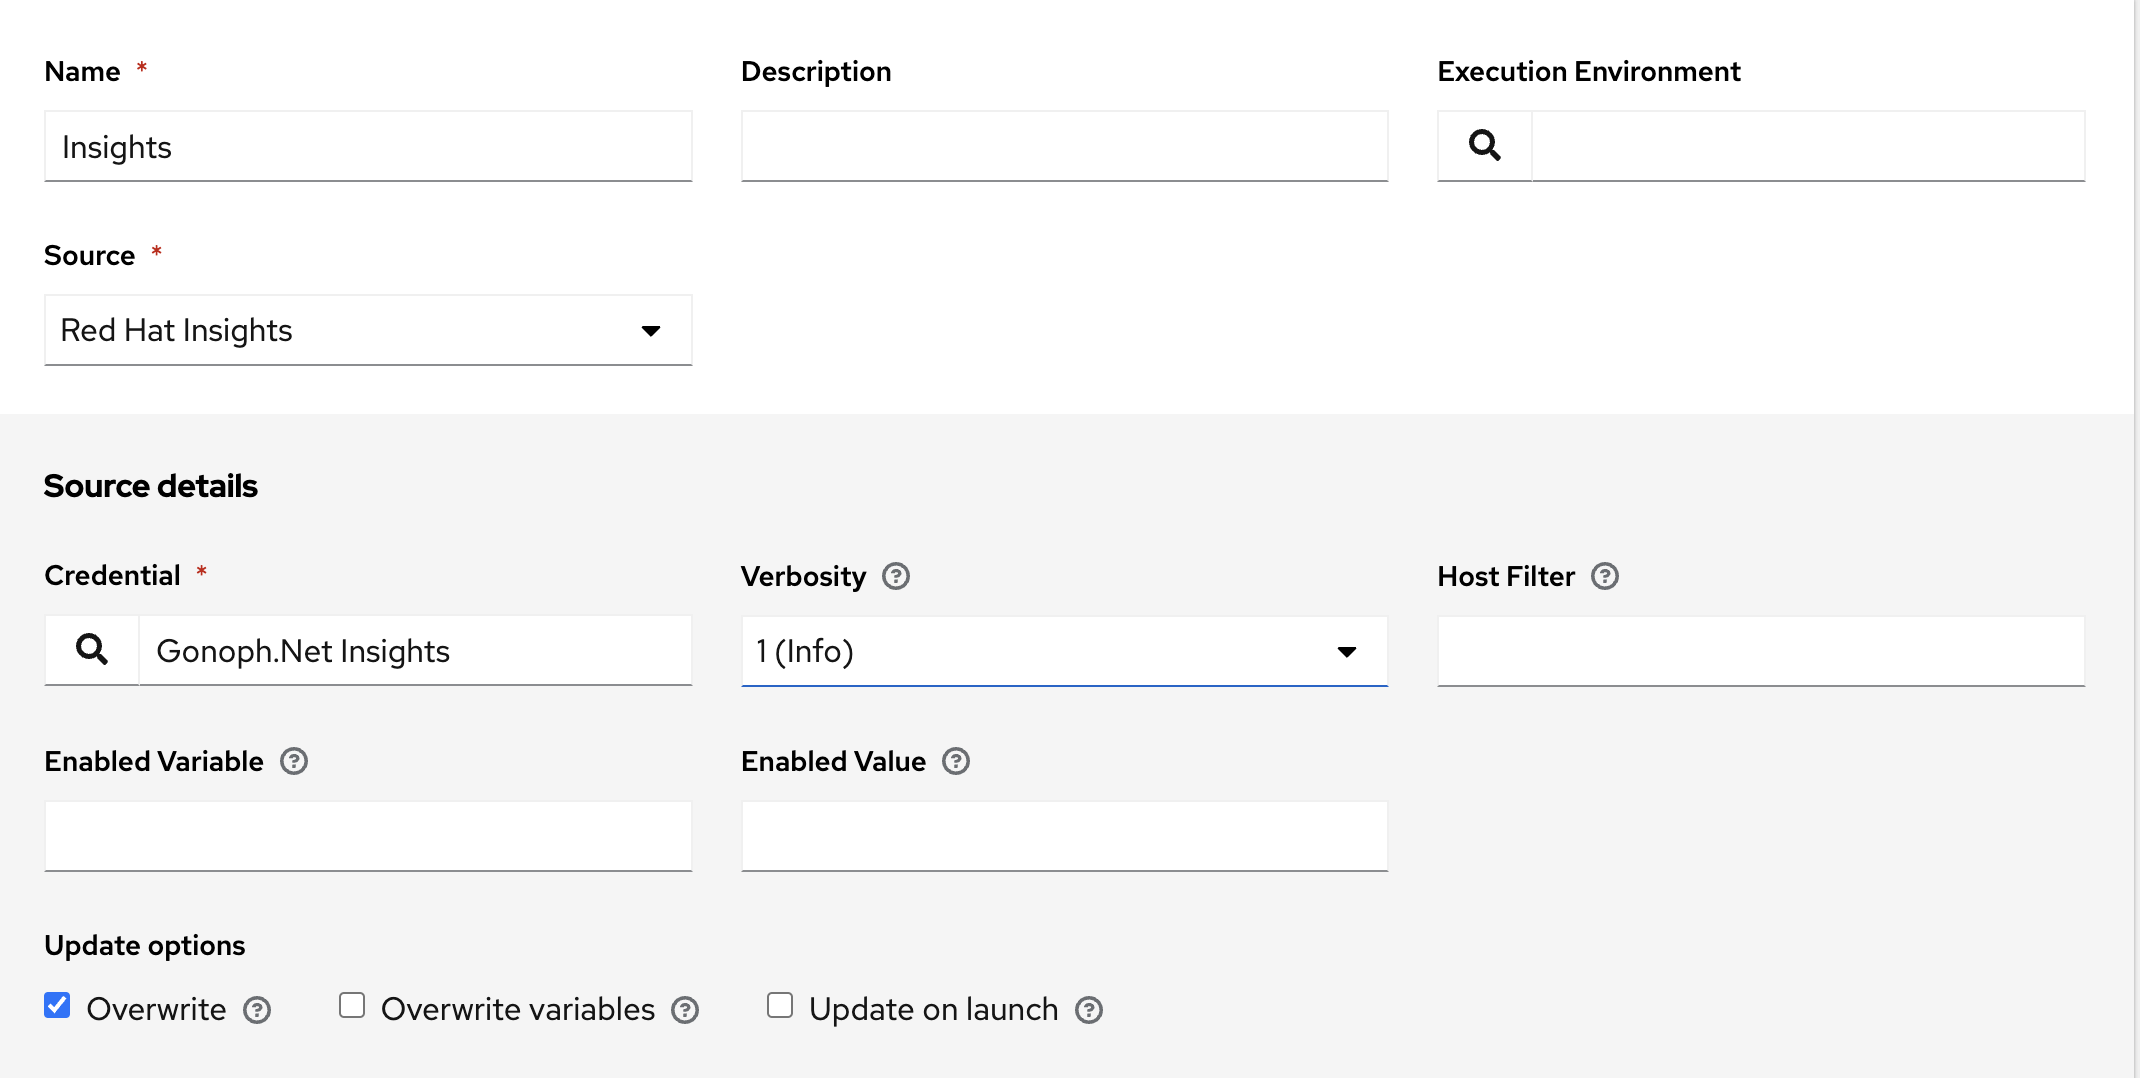 Name *
Description
Execution Environment
Insights
Source *
Red Hat Insights
Source details
Credential *
Verbosity ?
Host Filter ?
Gonoph.Net Insights
1 (Info)
Enabled Variable ?
Enabled Value ?
Update options
Overwrite ?
Overwrite variables ?
Update on launch ?